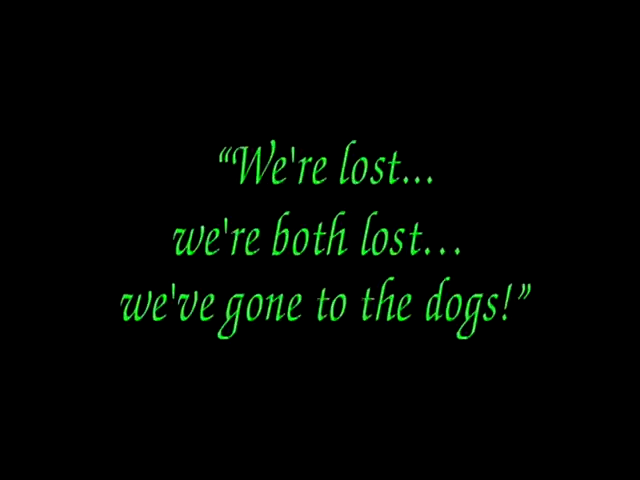 “We're lost...
we're both lost...
we've gone to the dogs!”